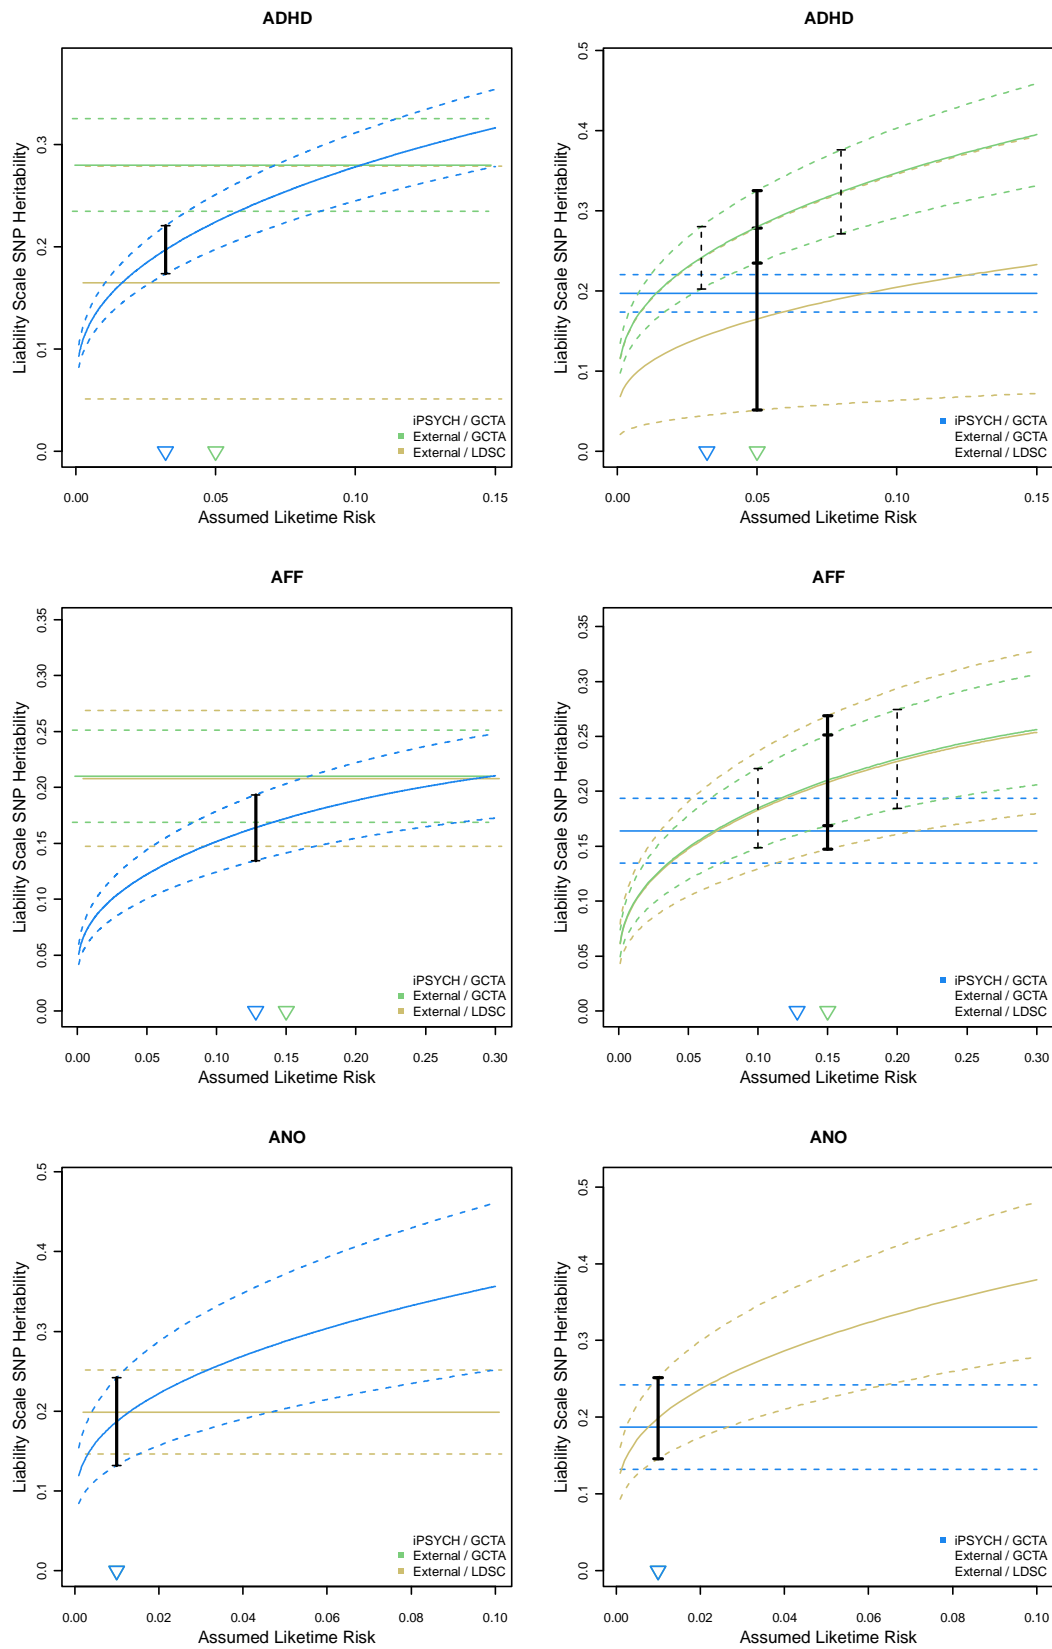 ADHD
Liability Scale SNP Heritability
0.3
0.2
0.1
0.0
iPSYCH / GCTA
External / GCTA
External / LDSC
0.00 0.05 0.10 0.15
Assumed Liketime Risk
ADHD
Liability Scale SNP Heritability
0.5
0.4
0.3
0.2
0.1
0.0
iPSYCH / GCTA
External / GCTA
External / LDSC
0.00 0.05 0.10 0.15
Assumed Liketime Risk
AFF
Liability Scale SNP Heritability
0.35
0.30
0.25
0.20
0.15
0.10
0.05
0.00
iPSYCH / GCTA
External / GCTA
External / LDSC
0.00 0.05 0.10 0.15 0.20 0.25 0.30
Assumed Liketime Risk
AFF
Liability Scale SNP Heritability
0.35
0.30
0.25
0.20
0.15
0.10
0.05
0.00
iPSYCH / GCTA
External / GCTA
External / LDSC
0.00 0.05 0.10 0.15 0.20 0.25 0.30
Assumed Liketime Risk
ANO
Liability Scale SNP Heritability
0.5
0.4
0.3
0.2
0.1
0.0
iPSYCH / GCTA
External / GCTA
External / LDSC
0.00 0.02 0.04 0.06 0.08 0.10
Assumed Liketime Risk
ANO
Liability Scale SNP Heritability
0.5
0.4
0.3
0.2
0.1
0.0
iPSYCH / GCTA
External / GCTA
External / LDSC
0.00 0.02 0.04 0.06 0.08 0.10
Assumed Liketime Risk